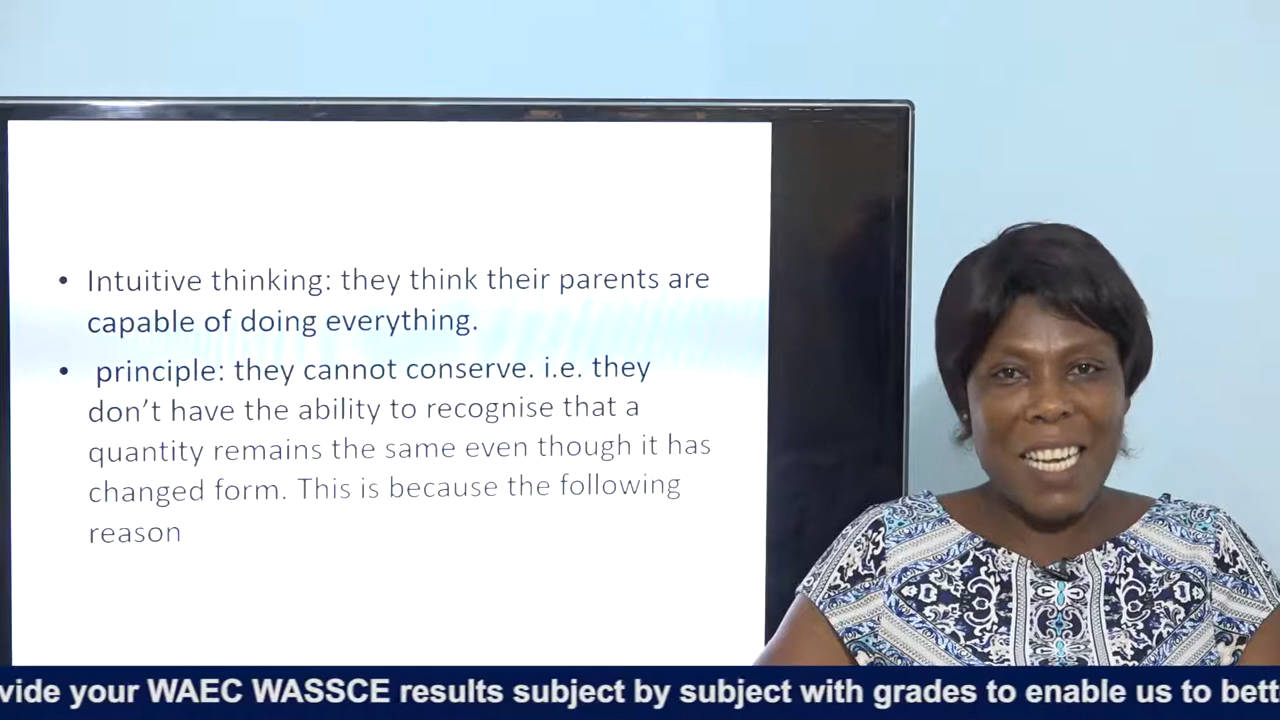 • Intuitive thinking: they think their parents are
capable of doing everything.
• principle: they cannot conserve. i.e. they
don't have the ability to recognise that a
quantity remains the same even though it has
changed form. This is because the following
reason
vide your WAEC WASSCE results subject by subject with grades to enable us to bett